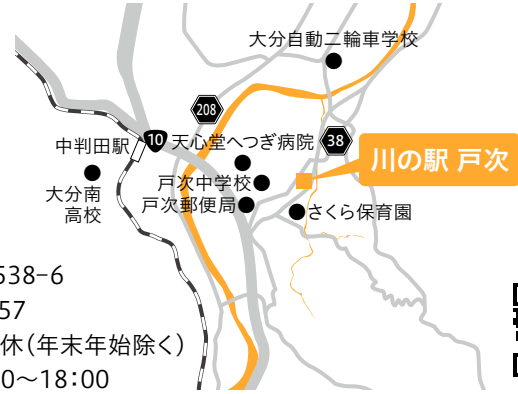 大分自動二輪車学校
208
10
中判田駅
天心堂へつぎ病院
38
川の駅 戸次
大分南
高校
戸次中学校
戸次郵便局
さくら保育園
538-6
57
休(年末年始除く)
0~18:00